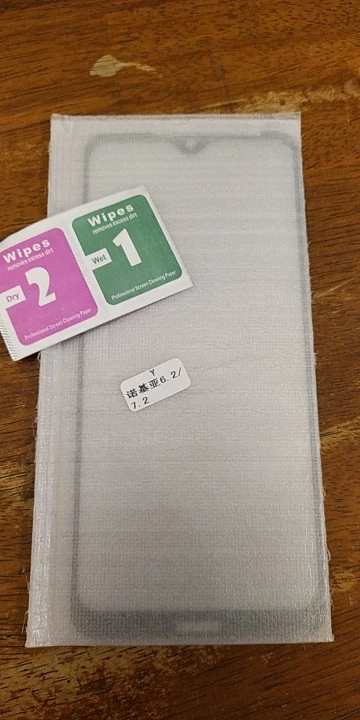 Wipes
removes excess dirt
Wet
1
Professional Screen Cleaning Paper
Wipes
removes excess dirt
Dry
2
Professional Screen Cleaning Paper
Y
诺基亚6.2/
7.2